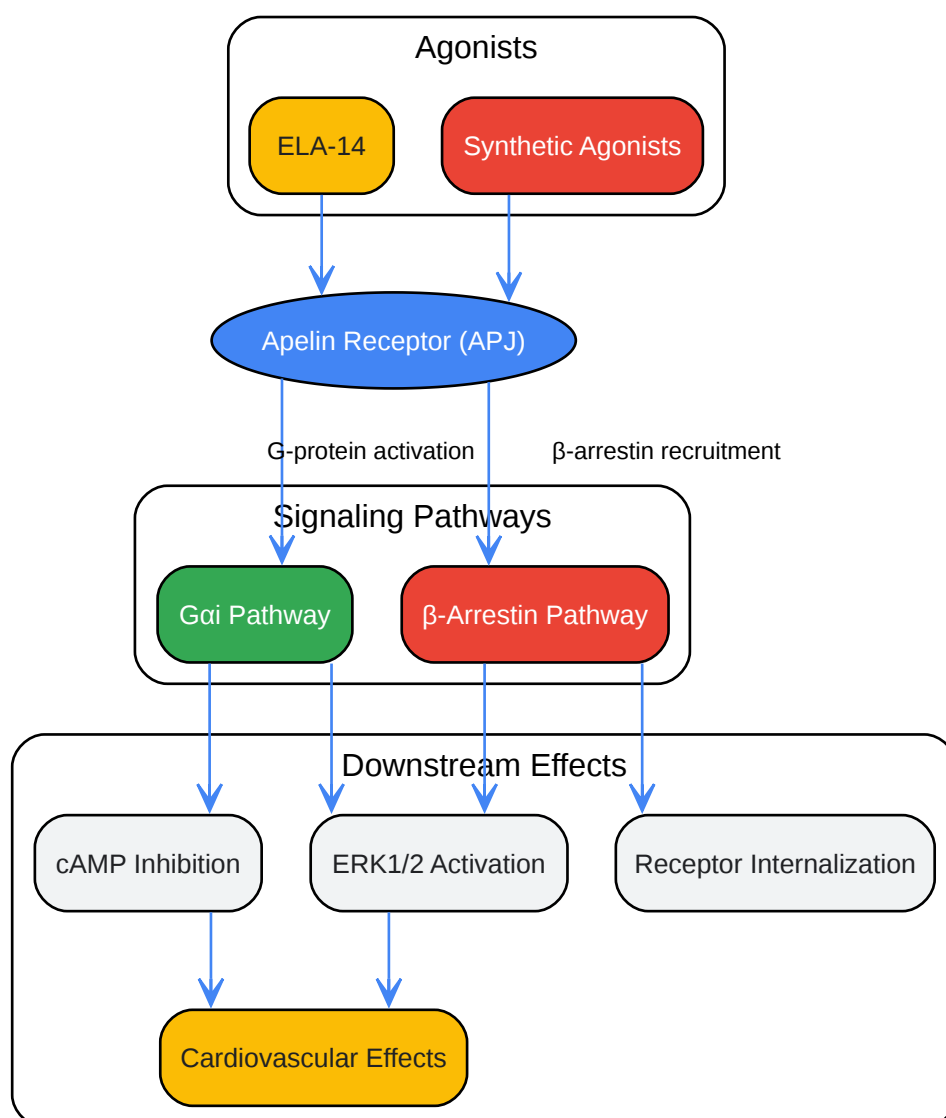 Agonists
ELA-14
Synthetic Agonists
Apelin Receptor (APJ)
G-protein activation
β-arrestin recruitment
Signaling Pathways
Gαi Pathway
β-Arrestin Pathway
Downstream Effects
cAMP Inhibition
ERK1/2 Activation
Receptor Internalization
Cardiovascular Effects